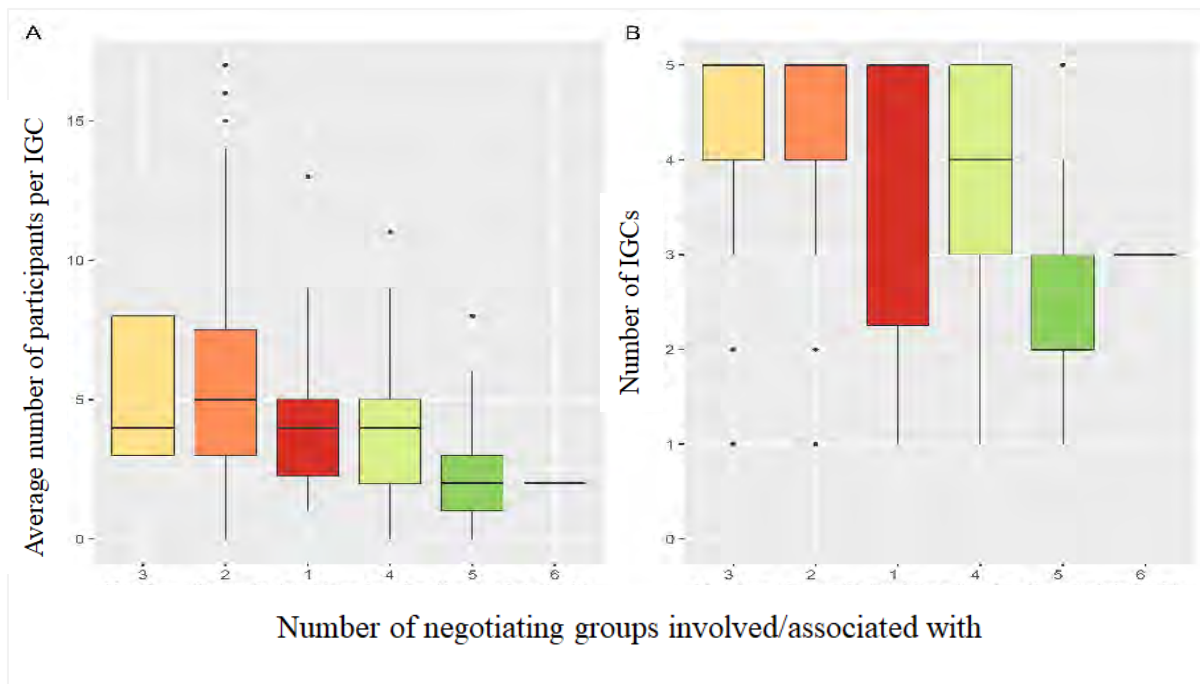 A
Average number of participants per IGC
15
10
5
0
3 2 1 4 5 6
B
Number of IGCs
5
4
3
2
1
0
3 2 1 4 5 6
Number of negotiating groups involved/associated with